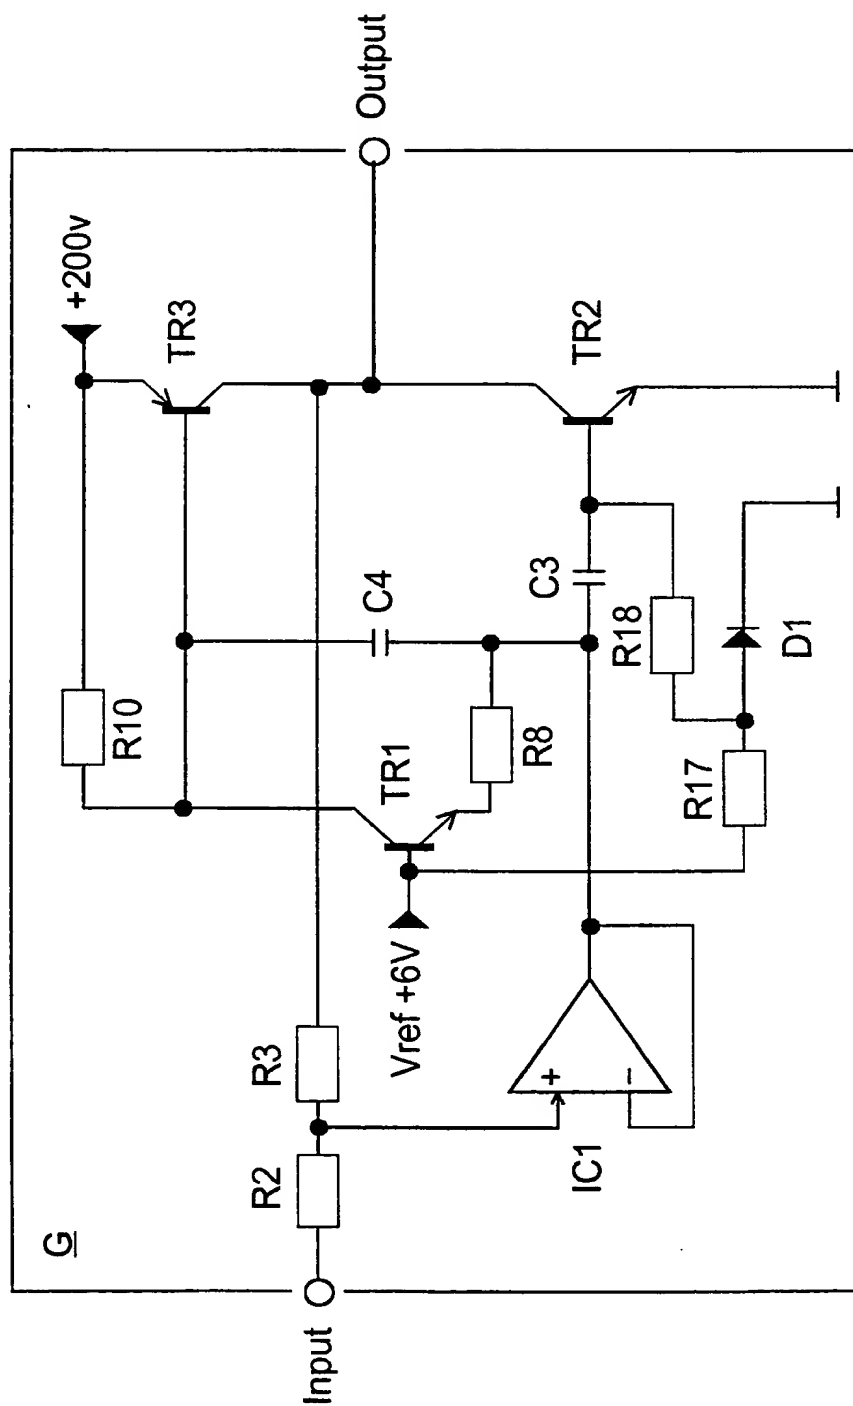 G
+200v
R10
TR3
Input
R2
R3
Output
C4
TR1
Vref +6V
R8
C3
TR2
IC1
+
−
R18
R17
D1